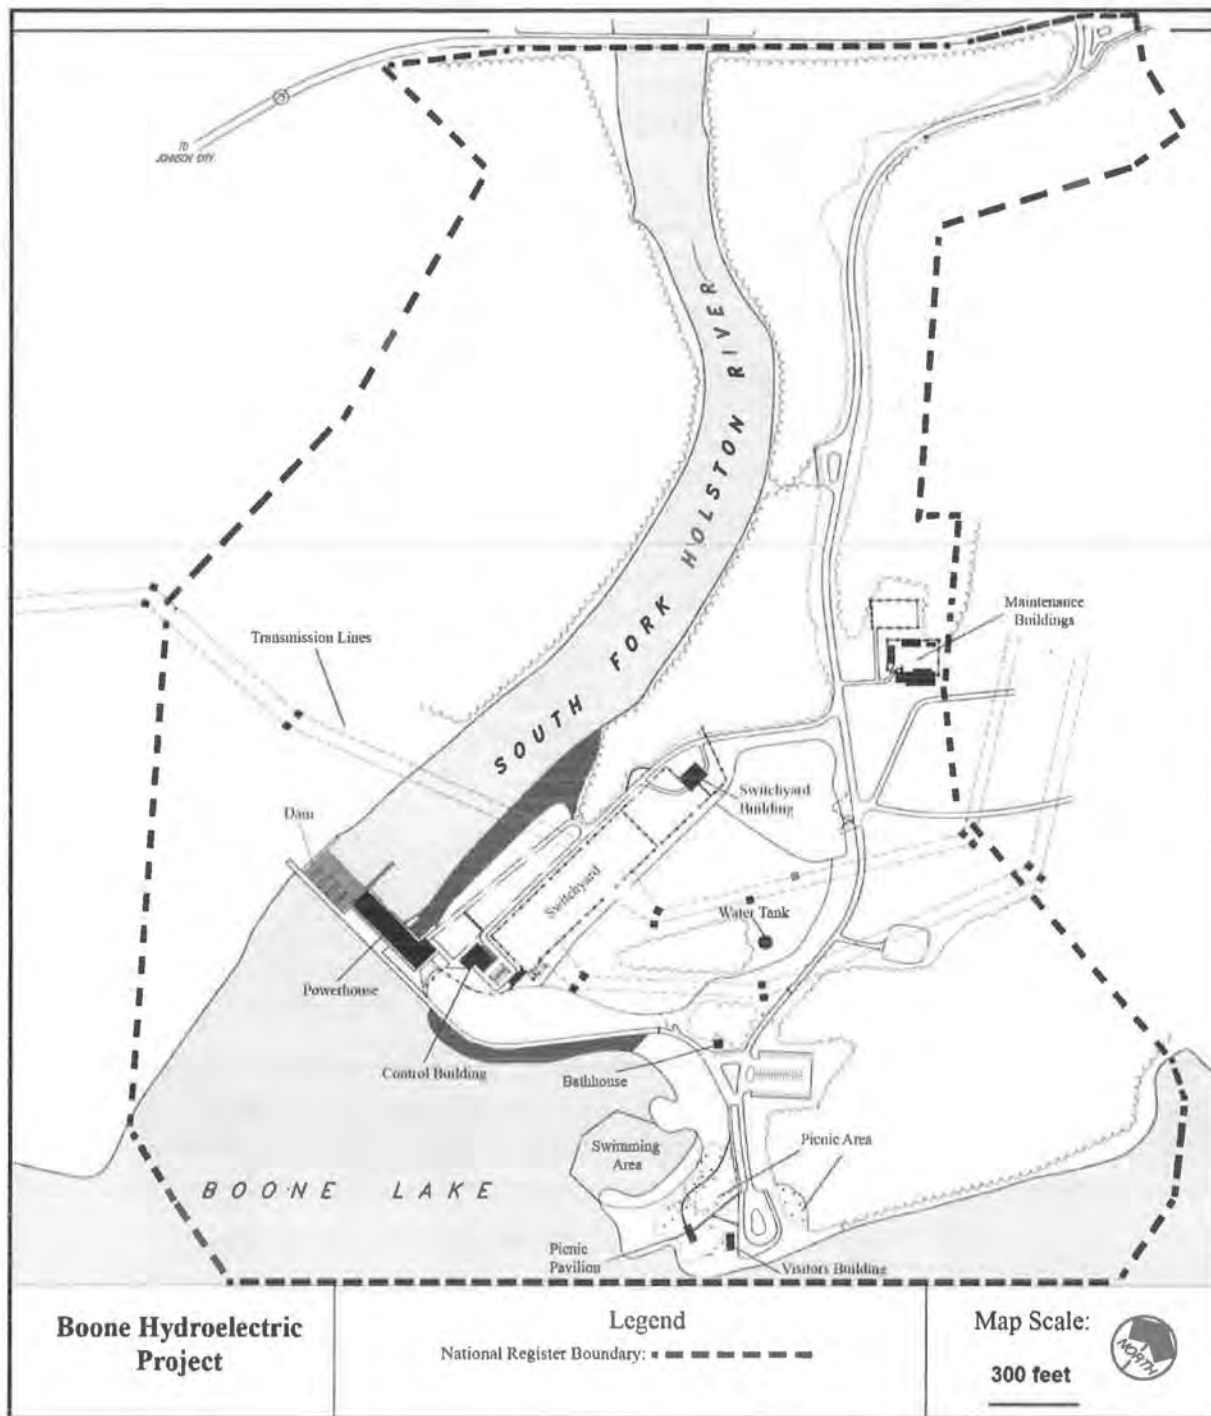 TO
JOHNSON CITY
SOUTH FORK HOLSTON RIVER
Maintenance
Buildings
Transmission Lines
Switchyard
Building
Dam
Switchyard
Water Tank
Powerhouse
Control Building
Bathhouse
Swimming
Area
Picnic Area
BOONE LAKE
Picnic
Pavilion
Visitors Building
Boone Hydroelectric
Project
Legend
National Register Boundary:
Map Scale:
300 feet
NORTH